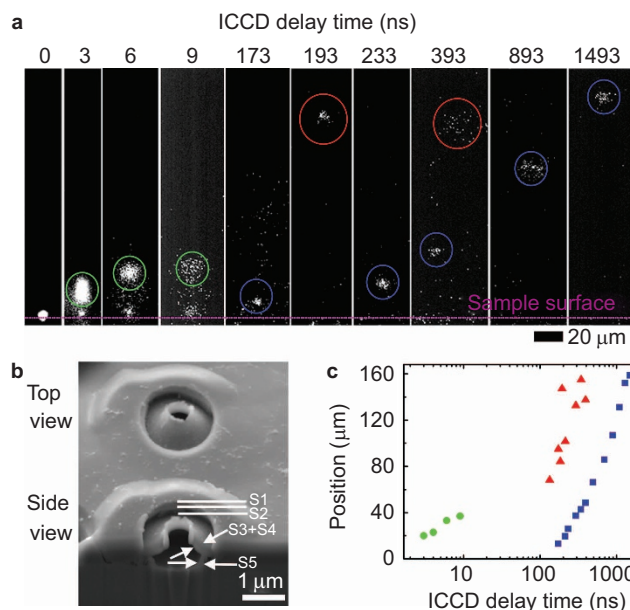 ICCD delay time (ns)
a
0 3 6 9 173 193 233 393 893 1493
Sample surface
20 μm
b
Top
view
Side
view
S1
S2
S3+S4
S5
1 μm
c
160
120
80
40
0
Position (μm)
10 100 1000
ICCD delay time (ns)